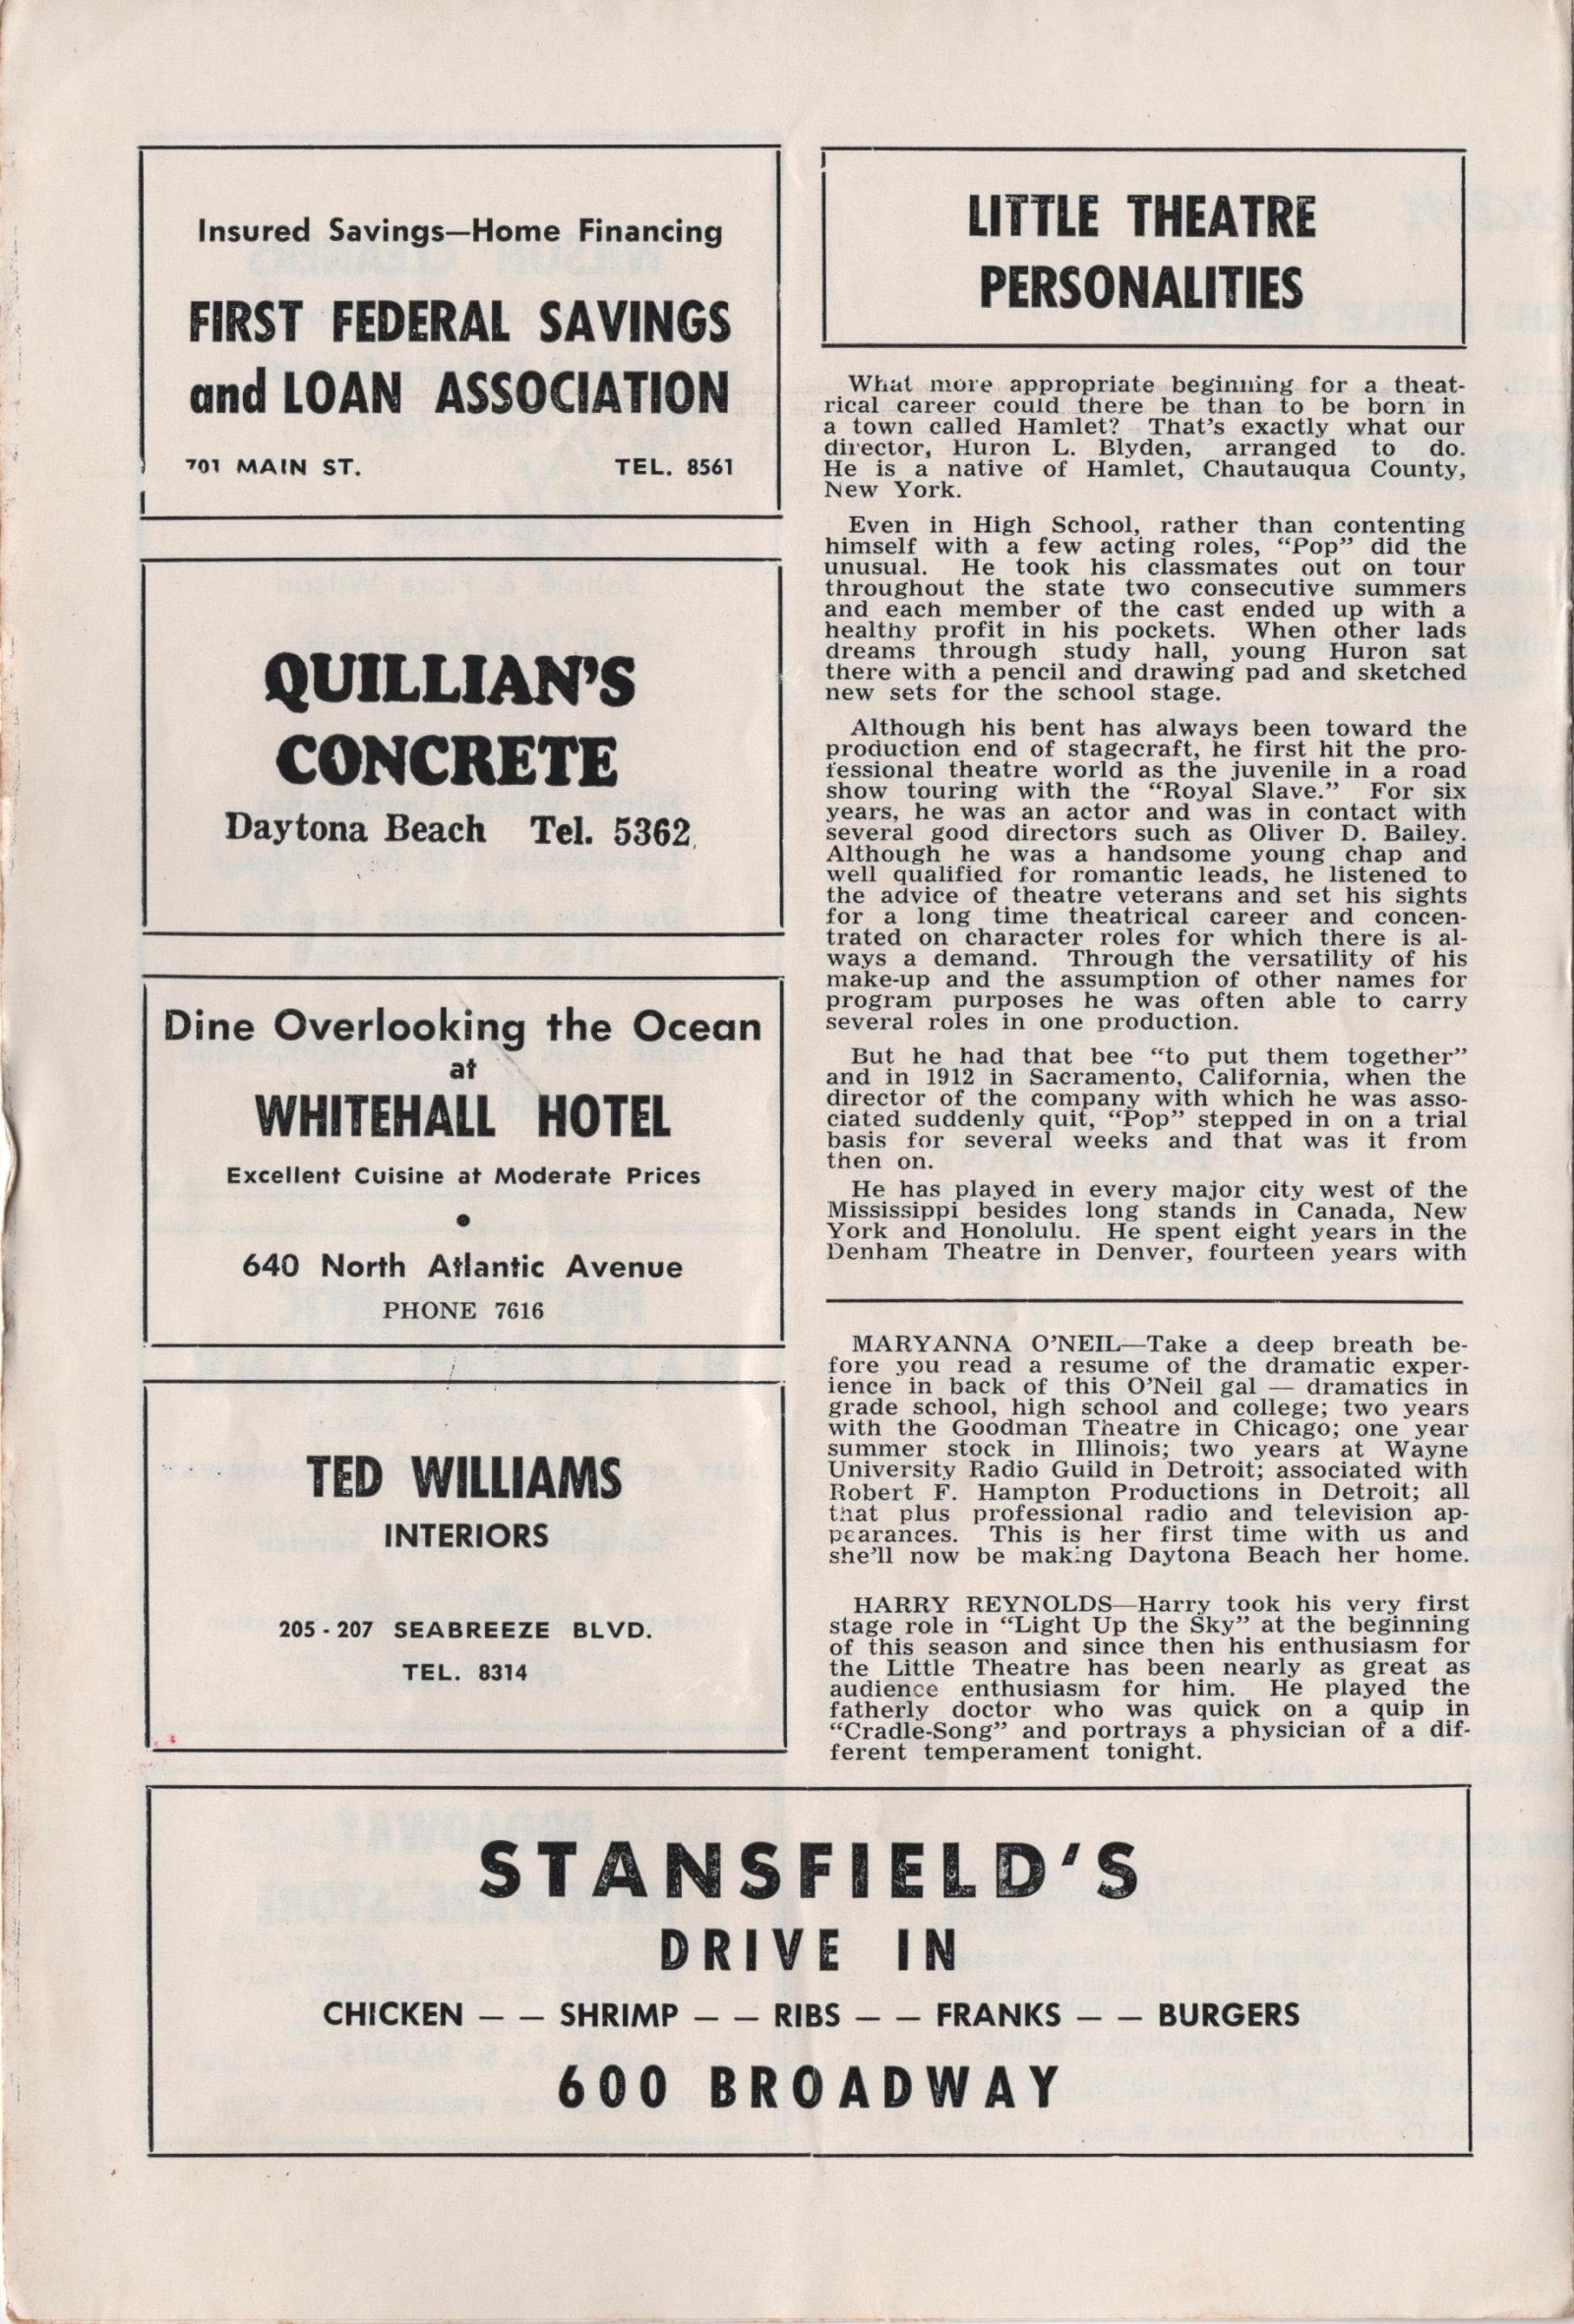 Insured Savings—Home Financing
FIRST FEDERAL SAVINGS
and LOAN ASSOCIATION
701 MAIN ST. TEL. 8561
QUILLIAN'S
CONCRETE
Daytona Beach Tel. 5362
Dine Overlooking the Ocean
at
WHITEHALL HOTEL
Excellent Cuisine at Moderate Prices
•
640 North Atlantic Avenue
PHONE 7616
TED WILLIAMS
INTERIORS
205 - 207 SEABREEZE BLVD.
TEL. 8314
LITTLE THEATRE
PERSONALITIES
What more appropriate beginning for a theat-
rical career could there be than to be born in
a town called Hamlet? That's exactly what our
director, Huron L. Blyden, arranged to do.
He is a native of Hamlet, Chautauqua County,
New York.
Even in High School, rather than contenting
himself with a few acting roles, "Pop" did the
unusual. He took his classmates out on tour
throughout the state two consecutive summers
and each member of the cast ended up with a
healthy profit in his pockets. When other lads
dreams through study hall, young Huron sat
there with a pencil and drawing pad and sketched
new sets for the school stage.
Although his bent has always been toward the
production end of stagecraft, he first hit the pro-
fessional theatre world as the juvenile in a road
show touring with the "Royal Slave." For six
years, he was an actor and was in contact with
several good directors such as Oliver D. Bailey.
Although he was a handsome young chap and
well qualified for romantic leads, he listened to
the advice of theatre veterans and set his sights
for a long time theatrical career and concen-
trated on character roles for which there is al-
ways a demand. Through the versatility of his
make-up and the assumption of other names for
program purposes he was often able to carry
several roles in one production.
But he had that bee "to put them together"
and in 1912 in Sacramento, California, when the
director of the company with which he was asso-
ciated suddenly quit, "Pop" stepped in on a trial
basis for several weeks and that was it from
then on.
He has played in every major city west of the
Mississippi besides long stands in Canada, New
York and Honolulu. He spent eight years in the
Denham Theatre in Denver, fourteen years with
MARYANNA O'NEIL—Take a deep breath be-
fore you read a resume of the dramatic exper-
ience in back of this O'Neil gal — dramatics in
grade school, high school and college; two years
with the Goodman Theatre in Chicago; one year
summer stock in Illinois; two years at Wayne
University Radio Guild in Detroit; associated with
Robert F. Hampton Productions in Detroit; all
that plus professional radio and television ap-
pearances. This is her first time with us and
she'll now be making Daytona Beach her home.
HARRY REYNOLDS—Harry took his very first
stage role in "Light Up the Sky" at the beginning
of this season and since then his enthusiasm for
the Little Theatre has been nearly as great as
audience enthusiasm for him. He played the
fatherly doctor who was quick on a quip in
"Cradle-Song" and portrays a physician of a dif-
ferent temperament tonight.
STANSFIELD'S
DRIVE IN
CHICKEN — — SHRIMP — — RIBS — — FRANKS — — BURGERS
600 BROADWAY